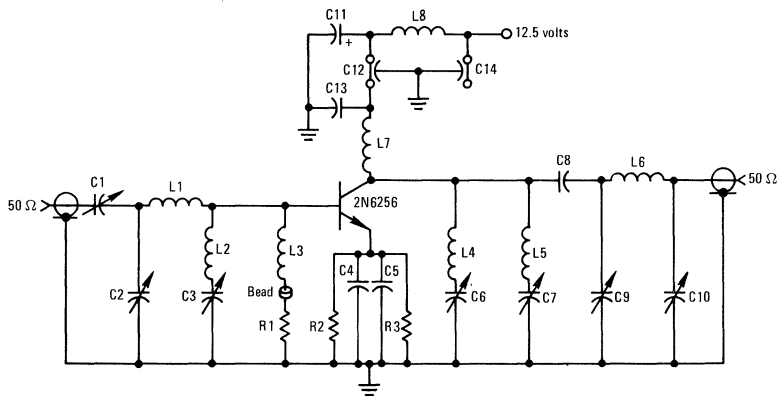 C11
L8
12.5 volts
+
C12
C14
C13
L7
C8
L6
C1
L1
50 Ω
2N6256
50 Ω
L2
L3
L4
L5
C4
C5
C2
C3
Bead
C6
C7
C9
C10
R1
R2
R3